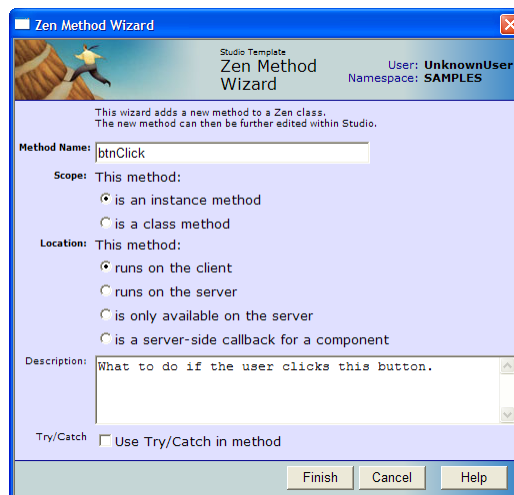 Zen Method Wizard
Studio Template
Zen Method
Wizard
User: UnknownUser
Namespace: SAMPLES
This wizard adds a new method to a Zen class.
The new method can then be further edited within Studio.
Method Name: btnClick
Scope: This method:
is an instance method
is a class method
Location: This method:
runs on the client
runs on the server
is only available on the server
is a server-side callback for a component
Description: What to do if the user clicks this button.
Try/Catch Use Try/Catch in method
Finish Cancel Help